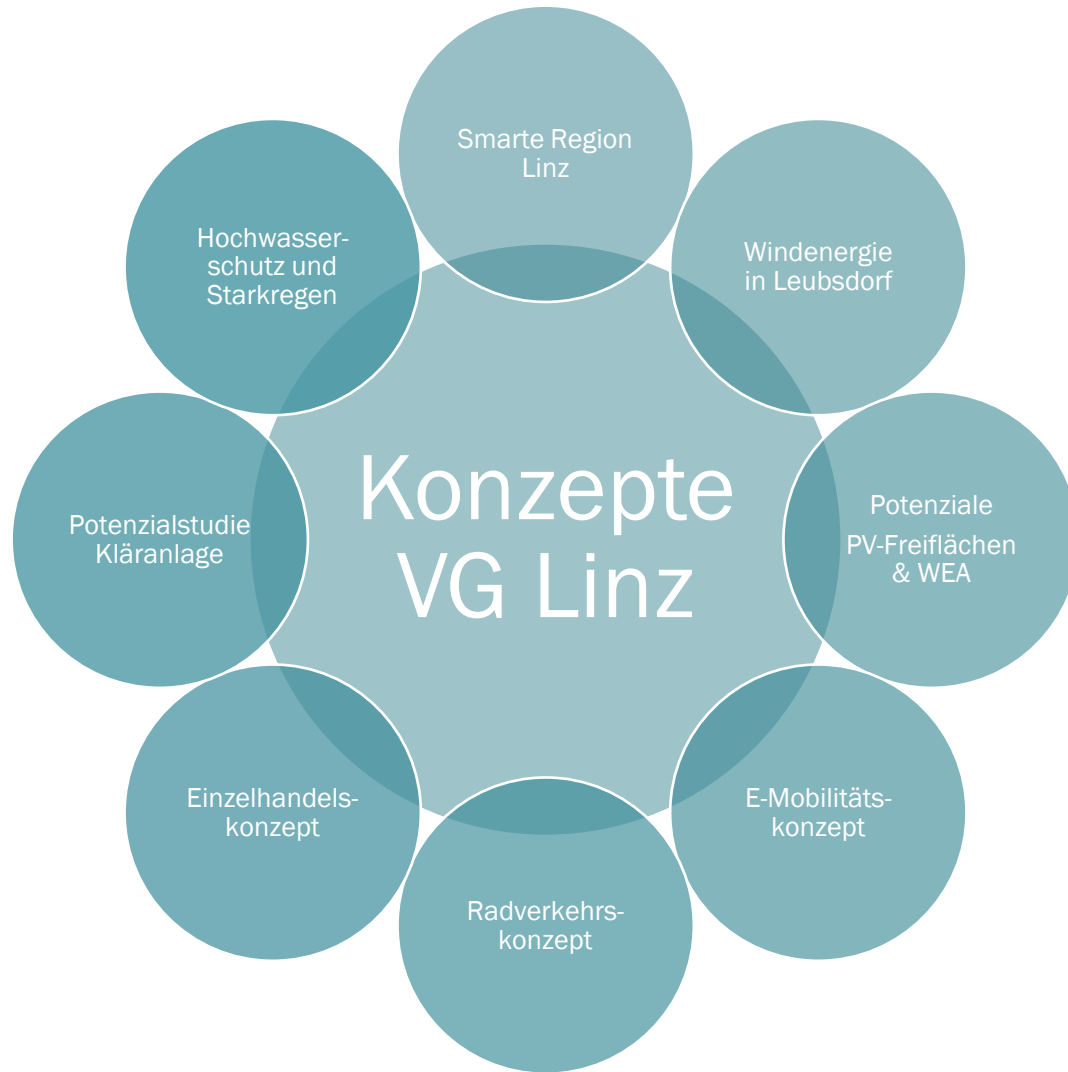 Smarte Region
Linz
Windenergie
in Leubsdorf
Potenziale
PV-Freiflächen
& WEA
E-Mobilitäts-
konzept
Radverkehrs-
konzept
Einzelhandels-
konzept
Potenzialstudie
Kläranlage
Hochwasser-
schutz und
Starkregen
Konzepte
VG Linz